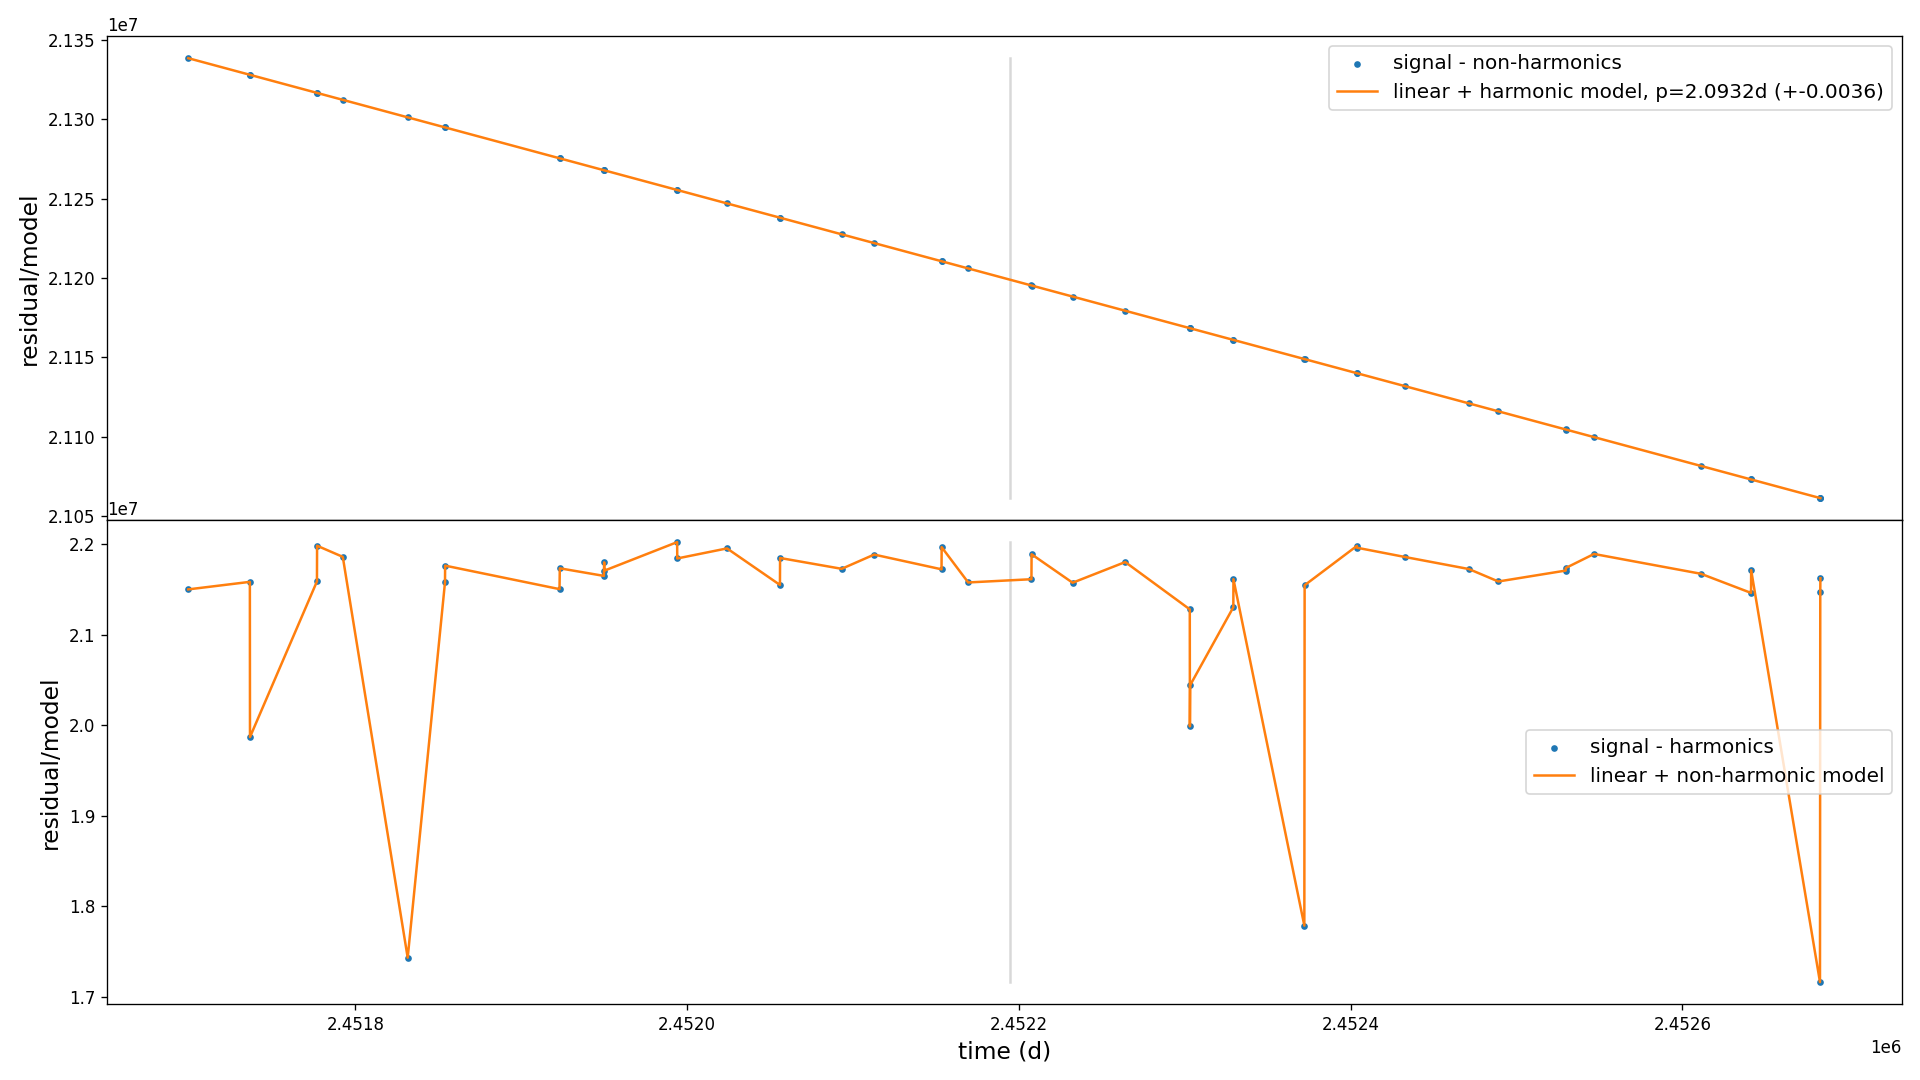 1e7
2.135
2.130
2.125
2.120
2.115
2.110
2.105
residual/model
signal - non-harmonics
linear + harmonic model, p=2.0932d (+-0.0036)
1e7
2.2
2.1
2.0
1.9
1.8
1.7
residual/model
signal - harmonics
linear + non-harmonic model
2.4518
2.4520
2.4522
2.4524
2.4526
1e6
time (d)